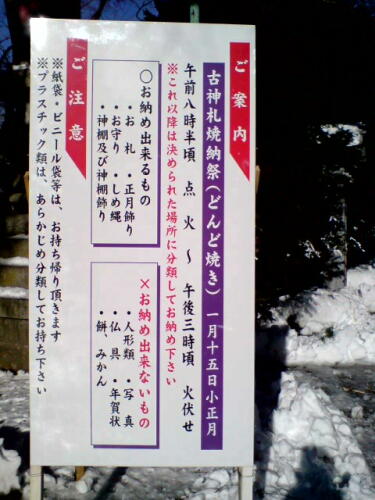 ご案内
古神札焼納祭(どんど焼き) 一月十五日小正月
午前八時半頃 点火 ~ 午後三時頃 火伏せ
※これ以降は決められた場所に分類してお納め下さい
○お納め出来るもの
・お札 ・正月飾り
・お守り ・しめ縄
・神棚及び神棚飾り
×お納め出来ないもの
・人形類 ・写真
・仏具 ・年賀状
・餅、みかん
ご注意
※紙袋・ビニール袋等は、お持ち帰り頂きます
※プラスチック類は、あらかじめ分類してお持ち下さい